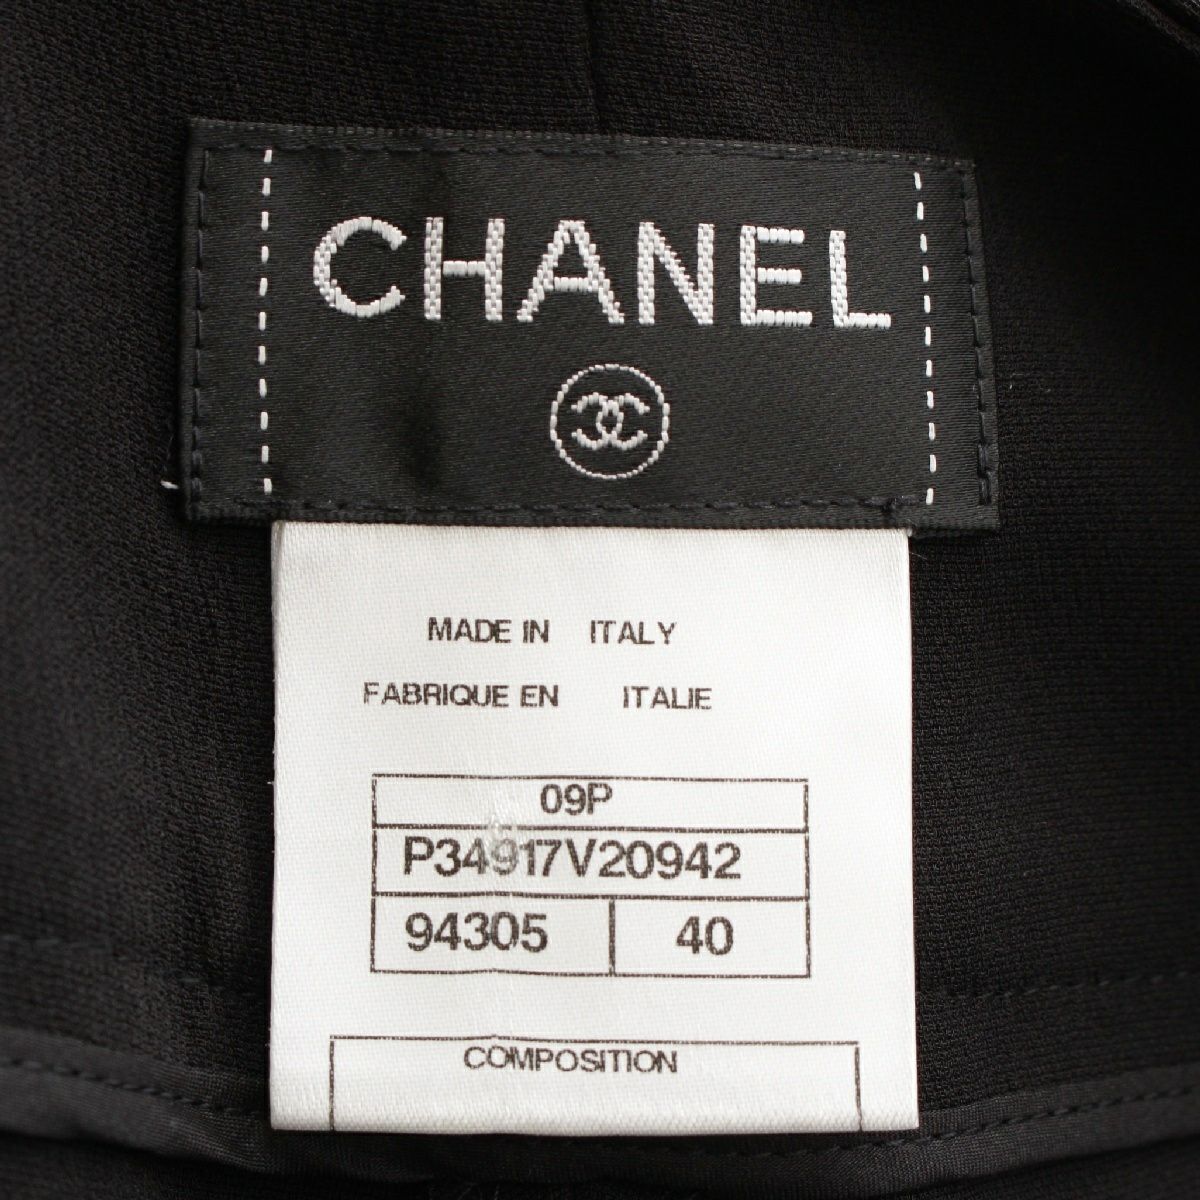 CHANEL
MADE IN ITALY
FABRIQUE EN ITALIE
09P
P34917V20942
94305 40
COMPOSITION